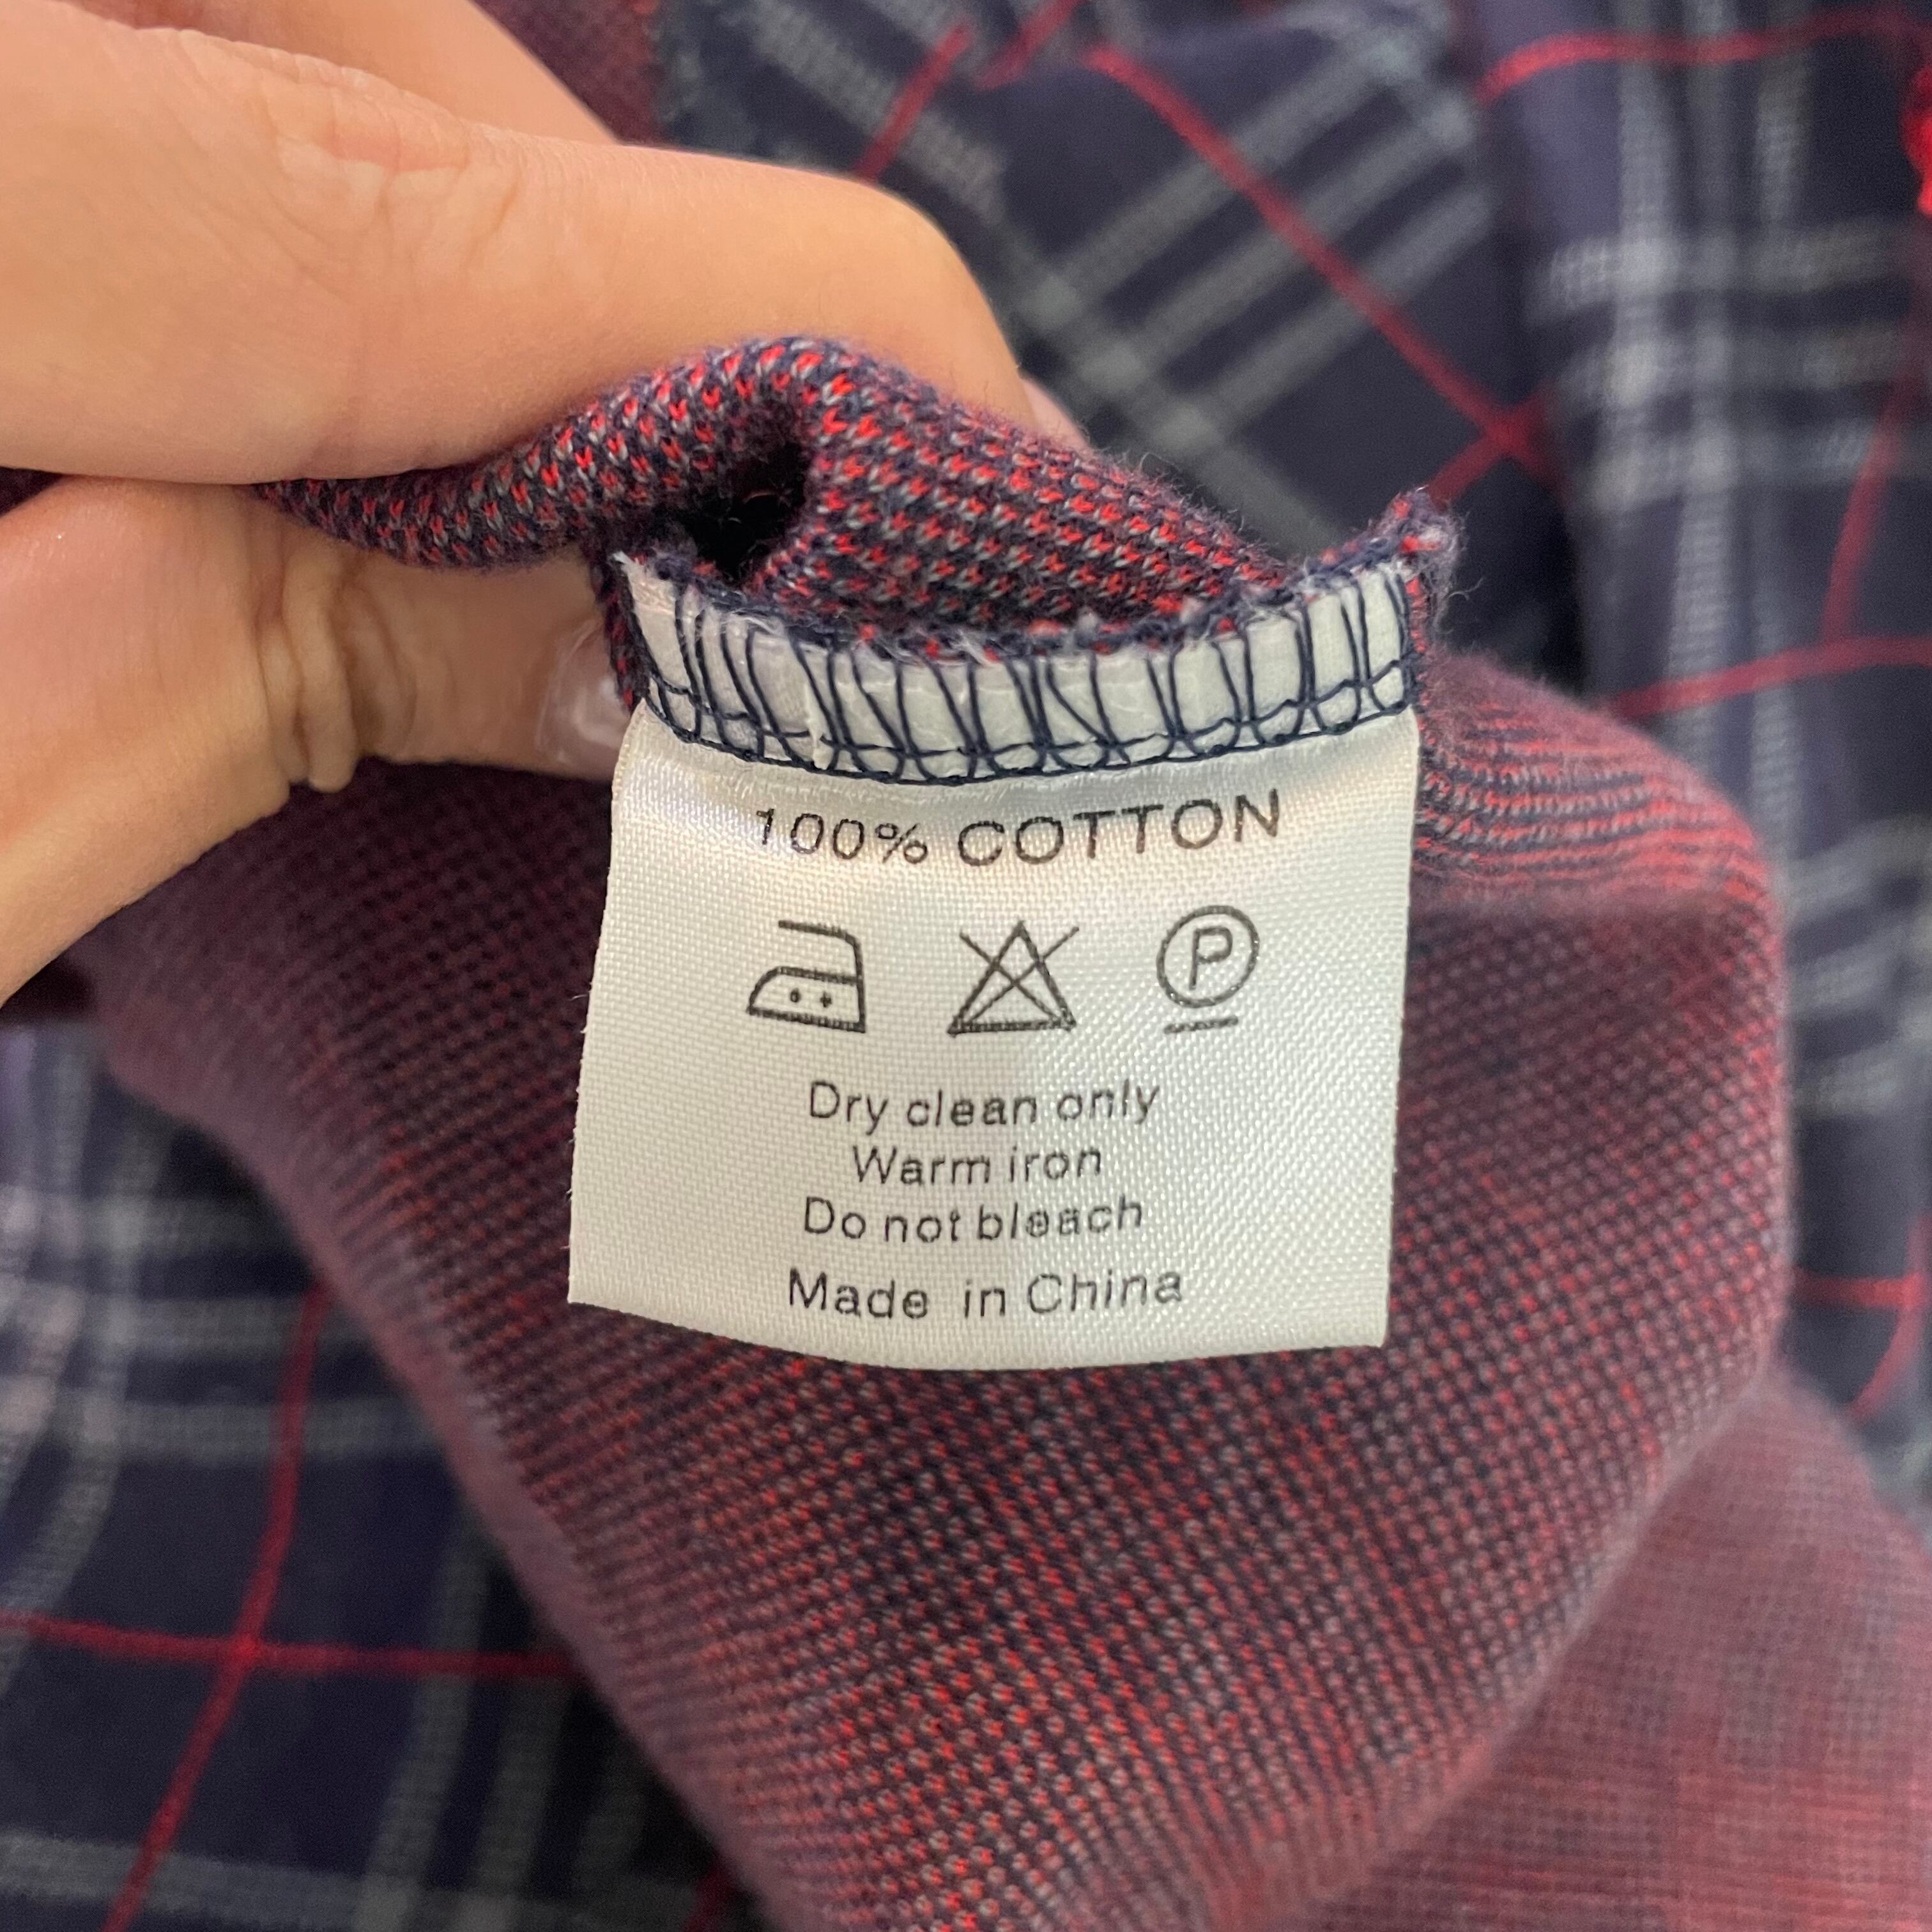 100% COTTON
P
Dry clean only
Warm iron
Do not bleach
Made in China